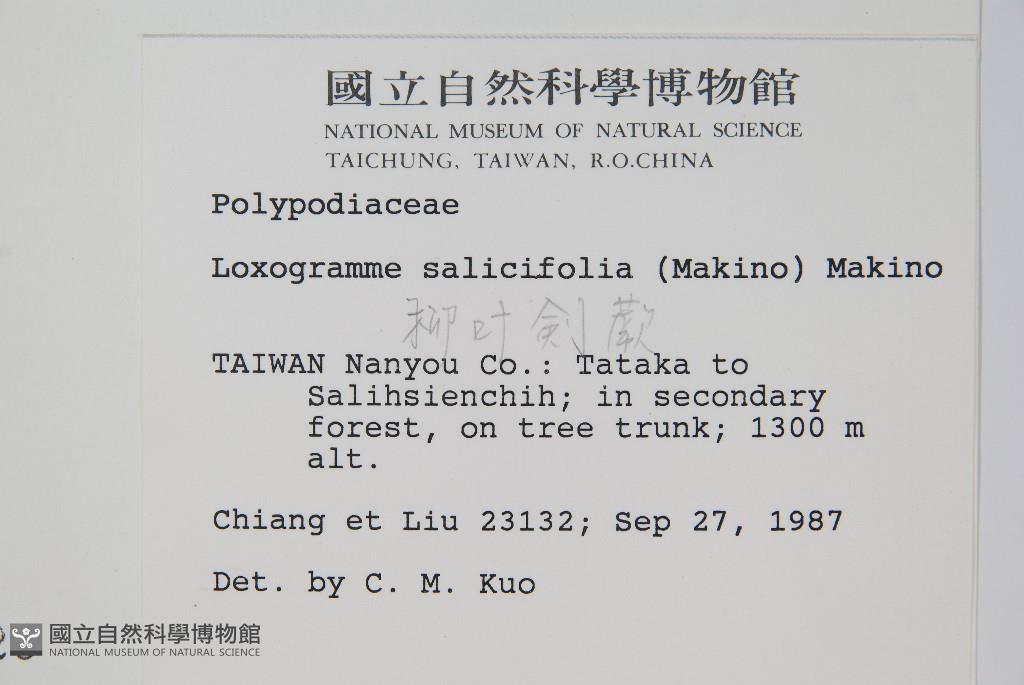 國立自然科學博物館
NATIONAL MUSEUM OF NATURAL SCIENCE
TAICHUNG, TAIWAN, R.O.CHINA
Polypodiaceae
Loxogramme salicifolia (Makino) Makino
柳叶剣蕨
TAIWAN Nanyou Co.: Tataka to
Salihsienchih; in secondary
forest, on tree trunk; 1300 m
alt.
Chiang et Liu 23132; Sep 27, 1987
Det. by C. M. Kuo
國立自然科學博物館
NATIONAL MUSEUM OF NATURAL SCIENCE